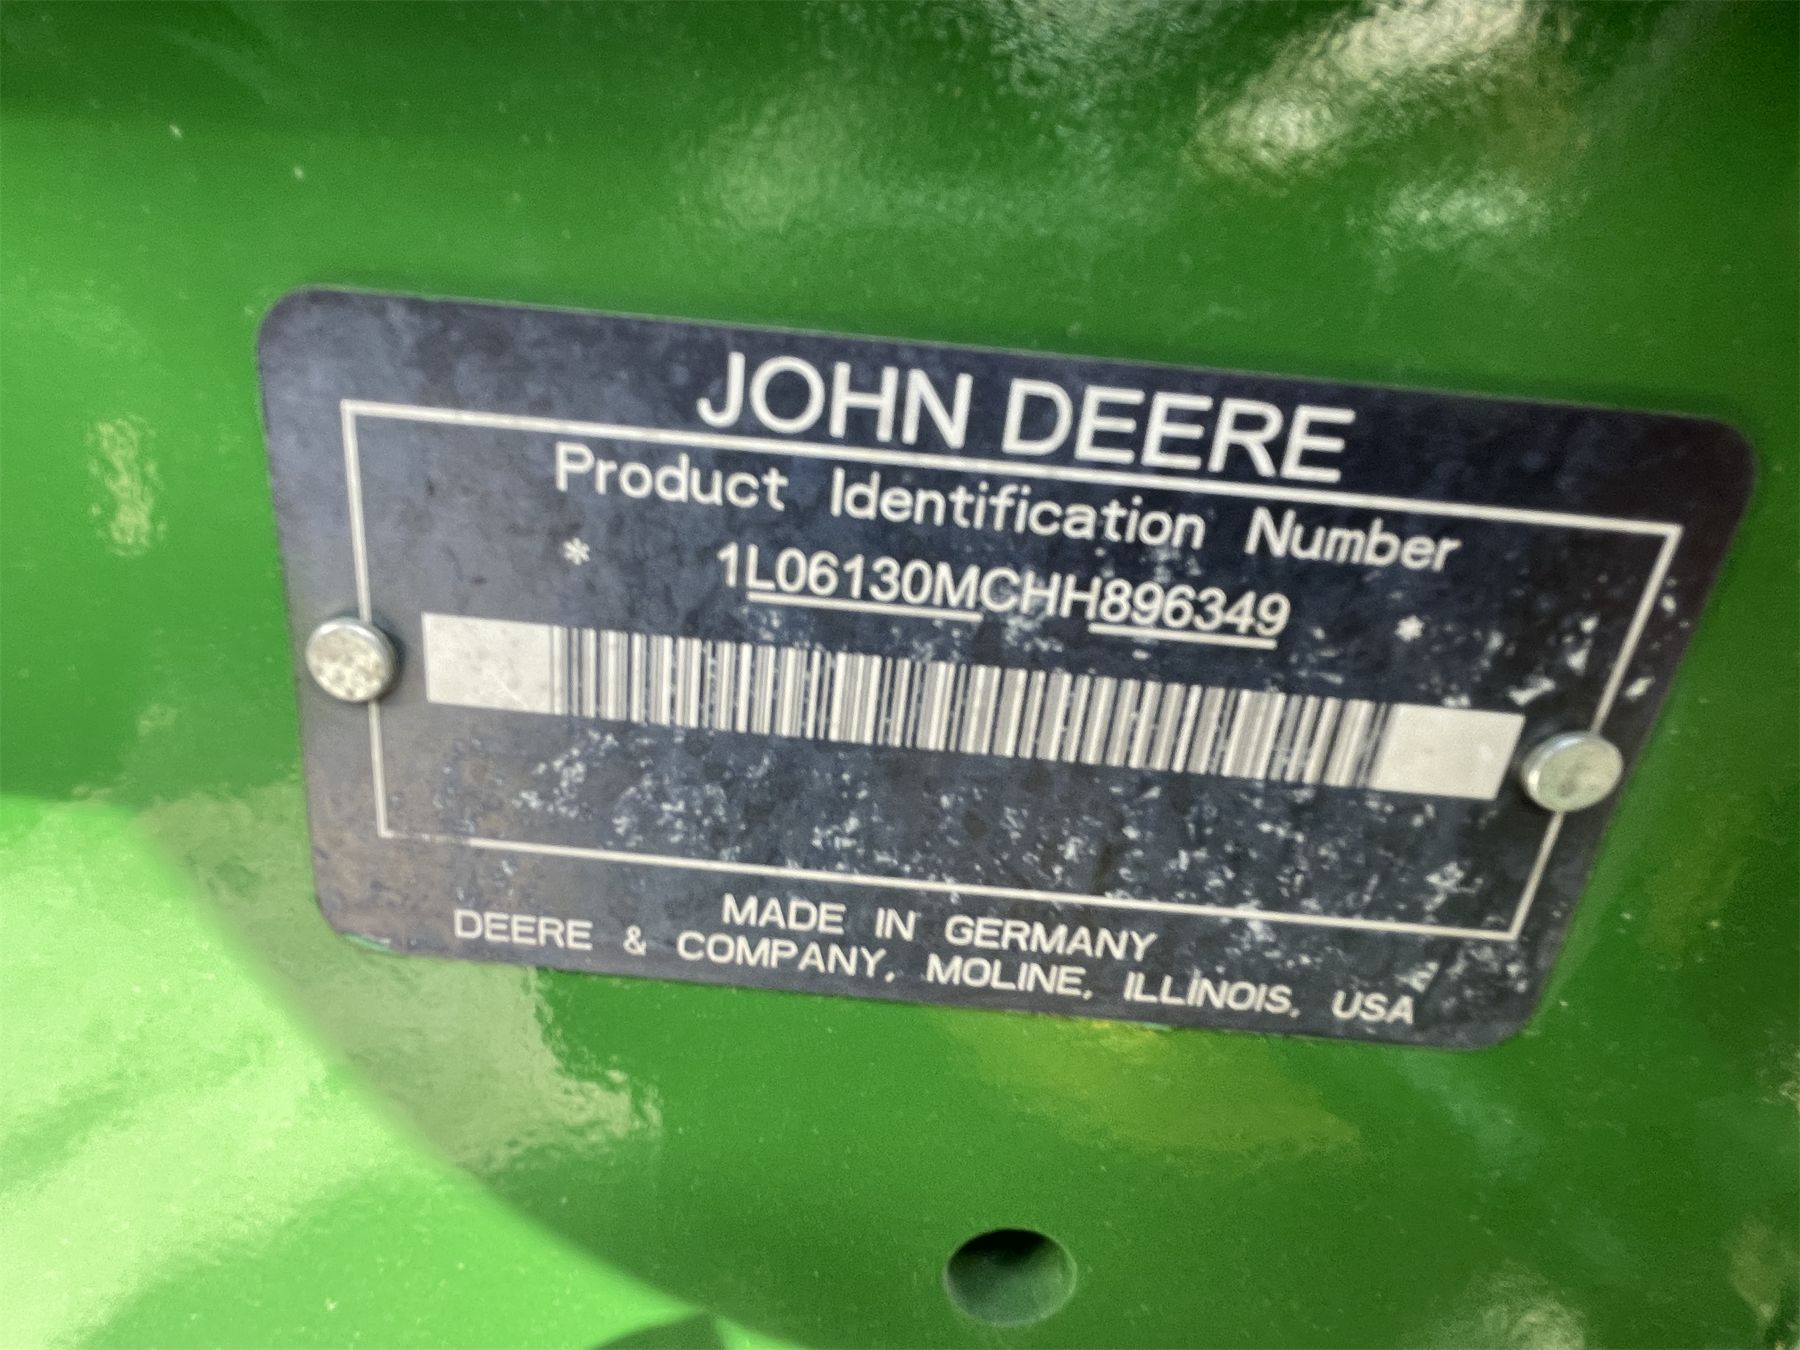 JOHN DEERE
Product Identification Number
* 1L06130MCHH896349 *
MADE IN GERMANY
DEERE & COMPANY, MOLINE, ILLINOIS, USA